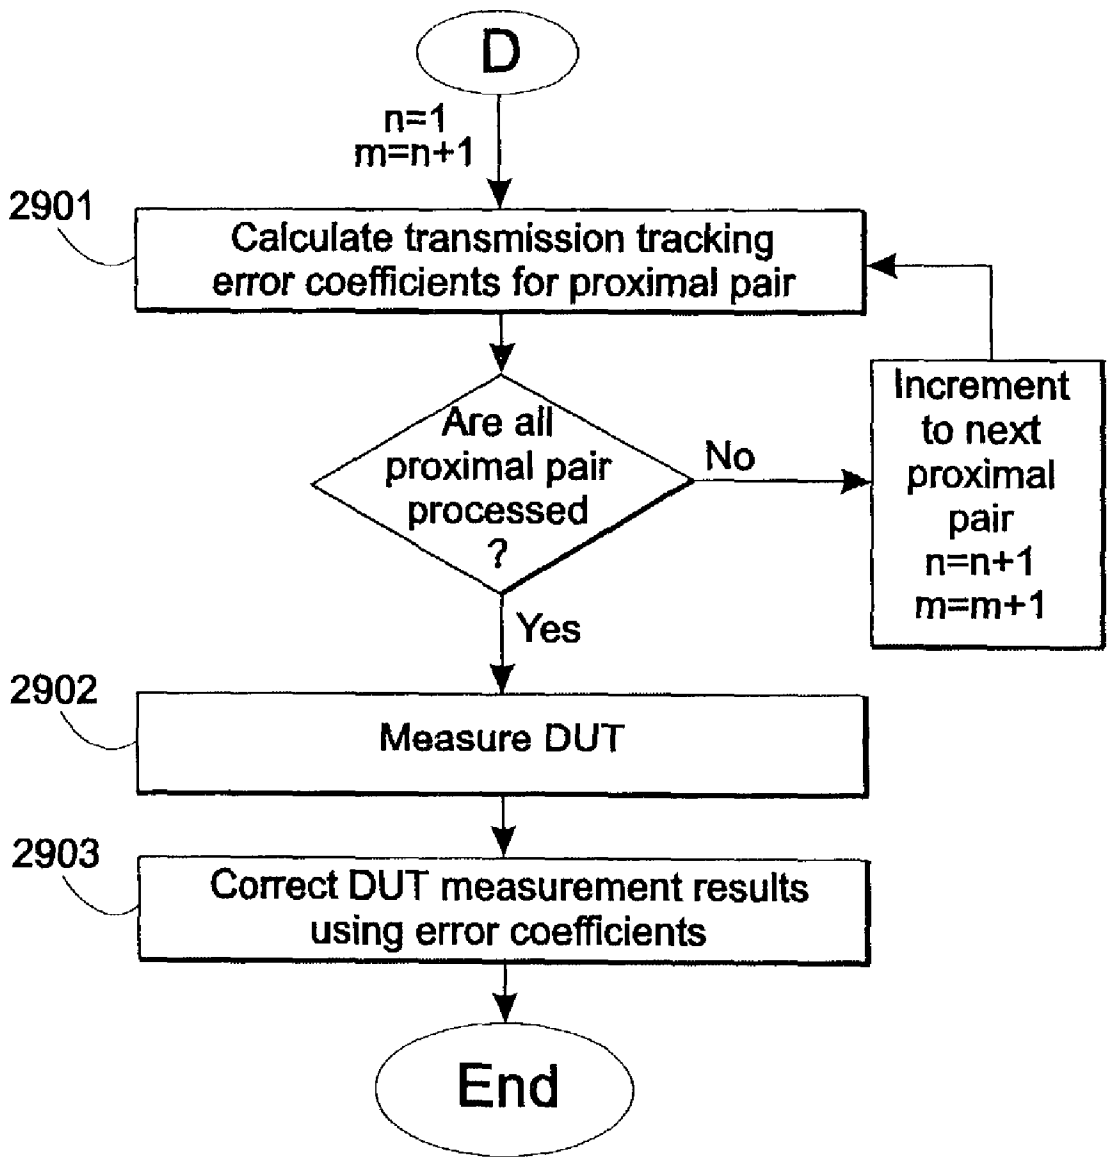 D
n=1
m=n+1
2901
Calculate transmission tracking
error coefficients for proximal pair
Are all
proximal pair
processed
?
No
Increment
to next
proximal
pair
n=n+1
m=m+1
Yes
2902
Measure DUT
2903
Correct DUT measurement results
using error coefficients
End